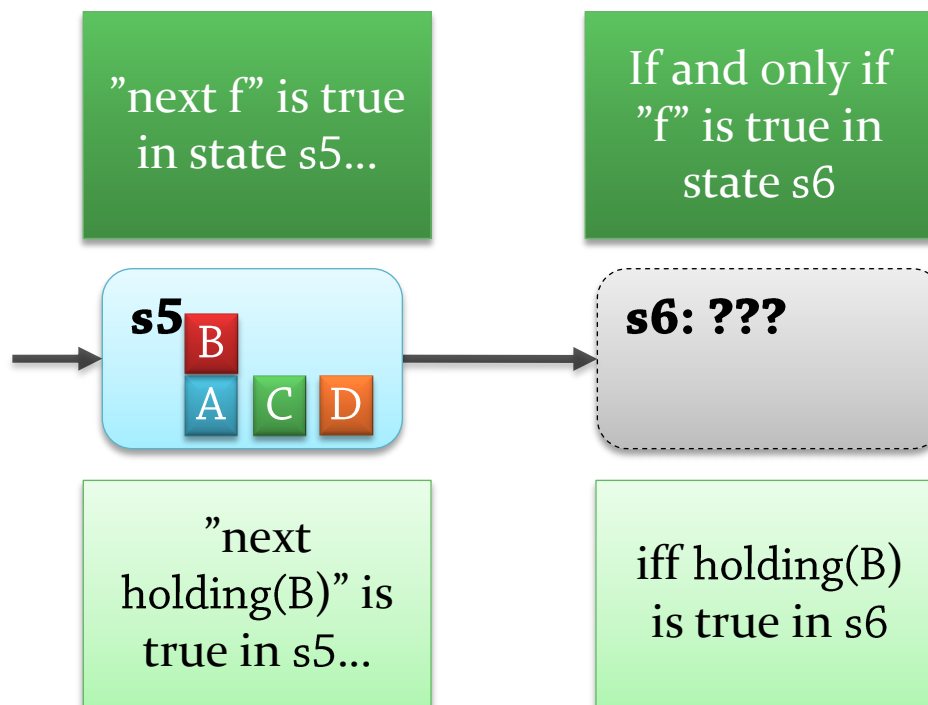 ”next f” is true
in state s5...
If and only if
”f” is true in
state s6
s5
B
A
C
D
s6: ???
”next
holding(B)” is
true in s5...
iff holding(B)
is true in s6